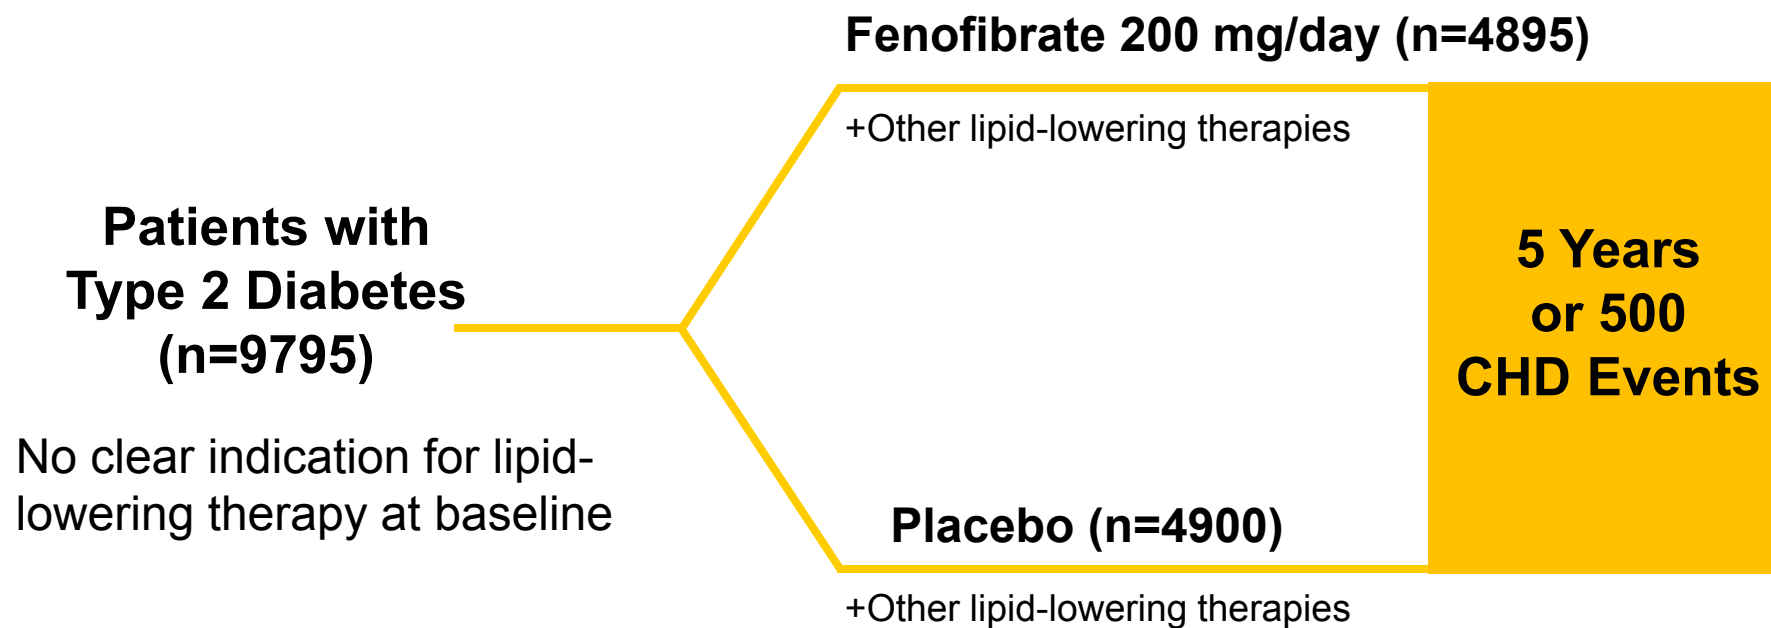 Fenofibrate 200 mg/day (n=4895)
+Other lipid-lowering therapies
Patients with
Type 2 Diabetes
(n=9795)
No clear indication for lipid-
lowering therapy at baseline
5 Years
or 500
CHD Events
Placebo (n=4900)
+Other lipid-lowering therapies